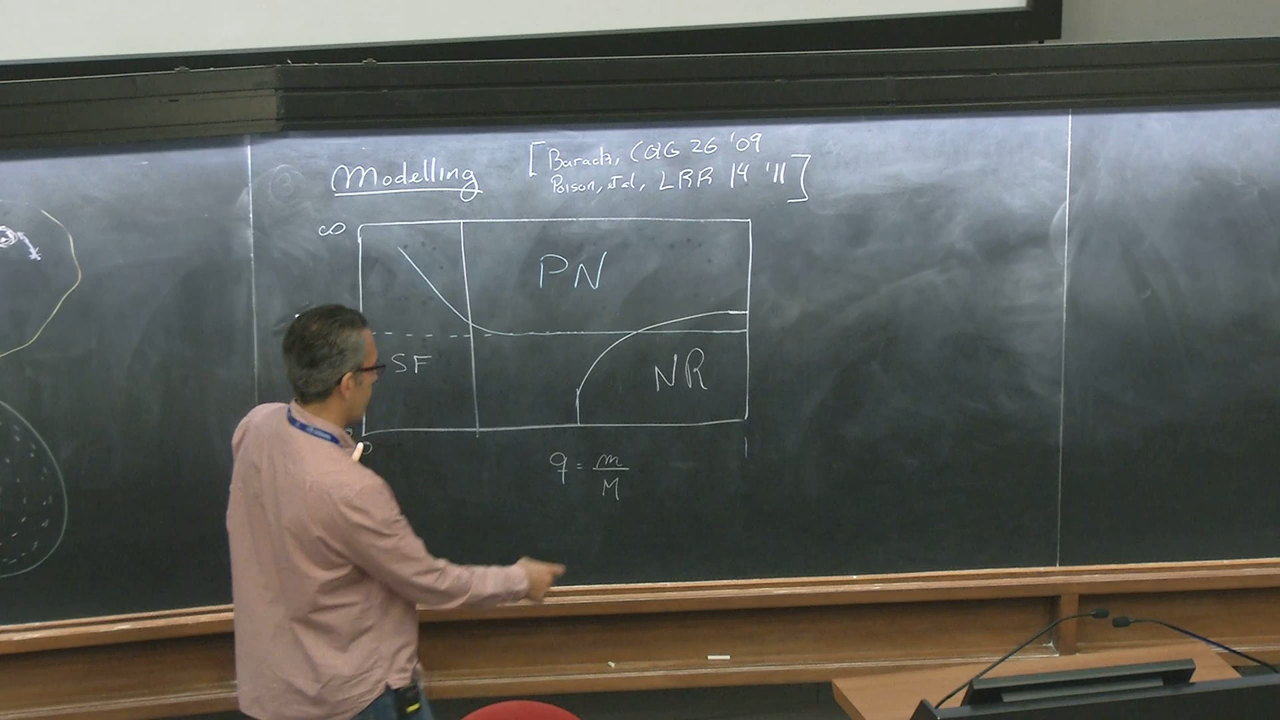 Modelling
[Barack, CQG 26 '09
Poisson, et al, LRR 14 '11]
∞
PN
SF
NR
0
1
q = m/M